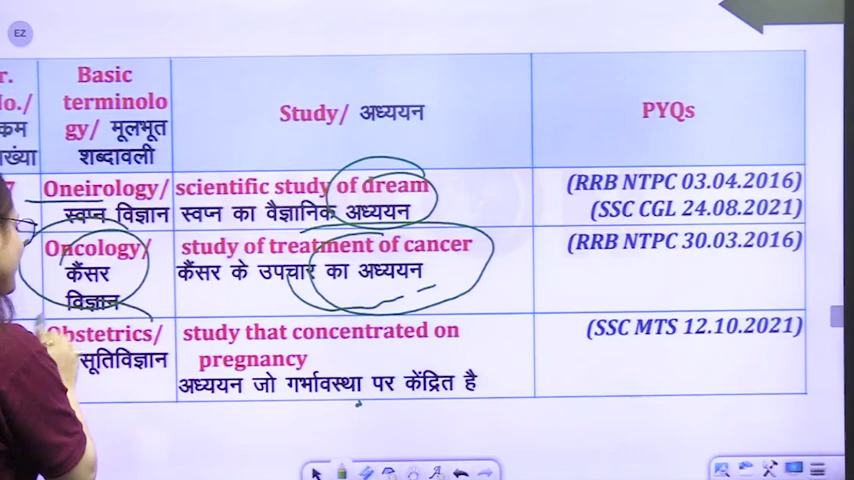 EZ
r.
No./
क्रम
संख्या
Basic
terminolo
gy/ मूलभूत
शब्दावली
Study/ अध्ययन
PYQs
7
Oneirology/
स्वप्न विज्ञान
scientific study of dream
स्वप्न का वैज्ञानिक अध्ययन
(RRB NTPC 03.04.2016)
(SSC CGL 24.08.2021)
Oncology/
कैंसर
विज्ञान
study of treatment of cancer
कैंसर के उपचार का अध्ययन
(RRB NTPC 30.03.2016)
Obstetrics/
सूतिविज्ञान
study that concentrated on
pregnancy
अध्ययन जो गर्भावस्था पर केंद्रित है
(SSC MTS 12.10.2021)